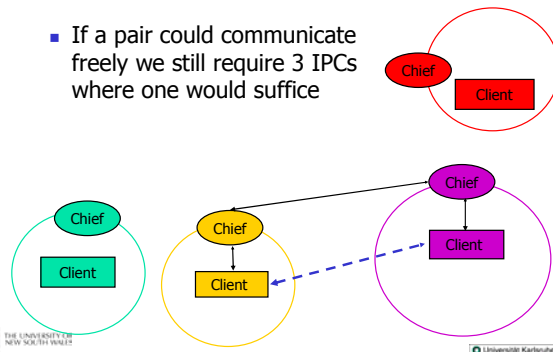 If a pair could communicate
freely we still require 3 IPCs
where one would suffice
Chief
Client
Chief
Client
Chief
Client
Chief
Client
THE UNIVERSITY OF
NEW SOUTH WALES
Universität Karlsruhe